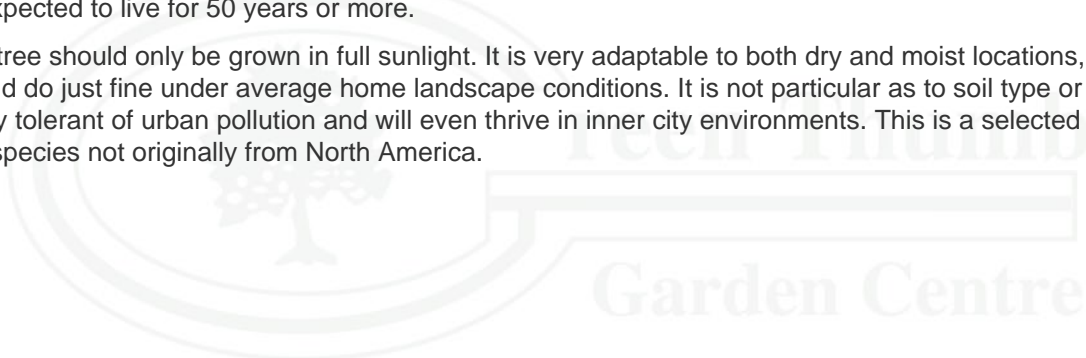 xpected to live for 50 years or more.
tree should only be grown in full sunlight. It is very adaptable to both dry and moist locations,
d do just fine under average home landscape conditions. It is not particular as to soil type or
y tolerant of urban pollution and will even thrive in inner city environments. This is a selected
species not originally from North America.
Thumb
Garden Centre